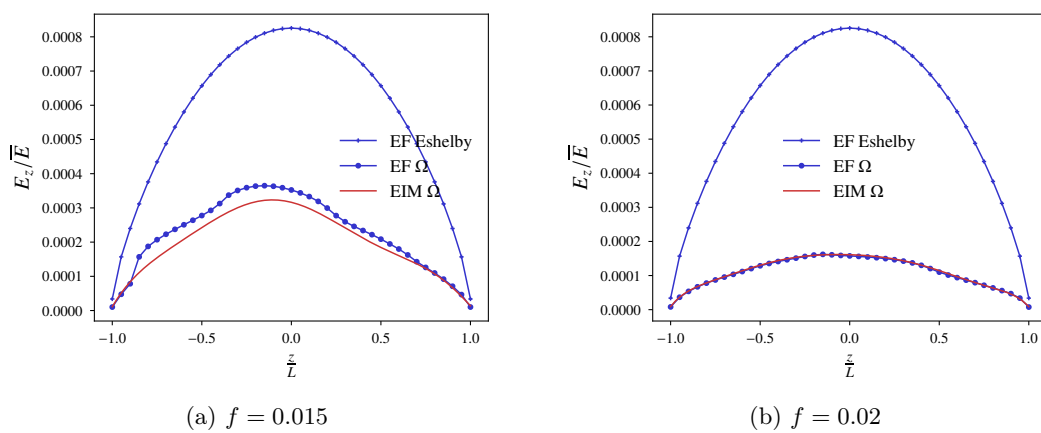 0.0008
0.0007
0.0006
0.0005
0.0004
0.0003
0.0002
0.0001
0.0000
E_z/\overline{E}
−1.0 −0.5 0.0 0.5 1.0
z/L
EF Eshelby
EF Ω
EIM Ω
(a) f = 0.015
0.0008
0.0007
0.0006
0.0005
0.0004
0.0003
0.0002
0.0001
0.0000
E_z/\overline{E}
−1.0 −0.5 0.0 0.5 1.0
z/L
EF Eshelby
EF Ω
EIM Ω
(b) f = 0.02